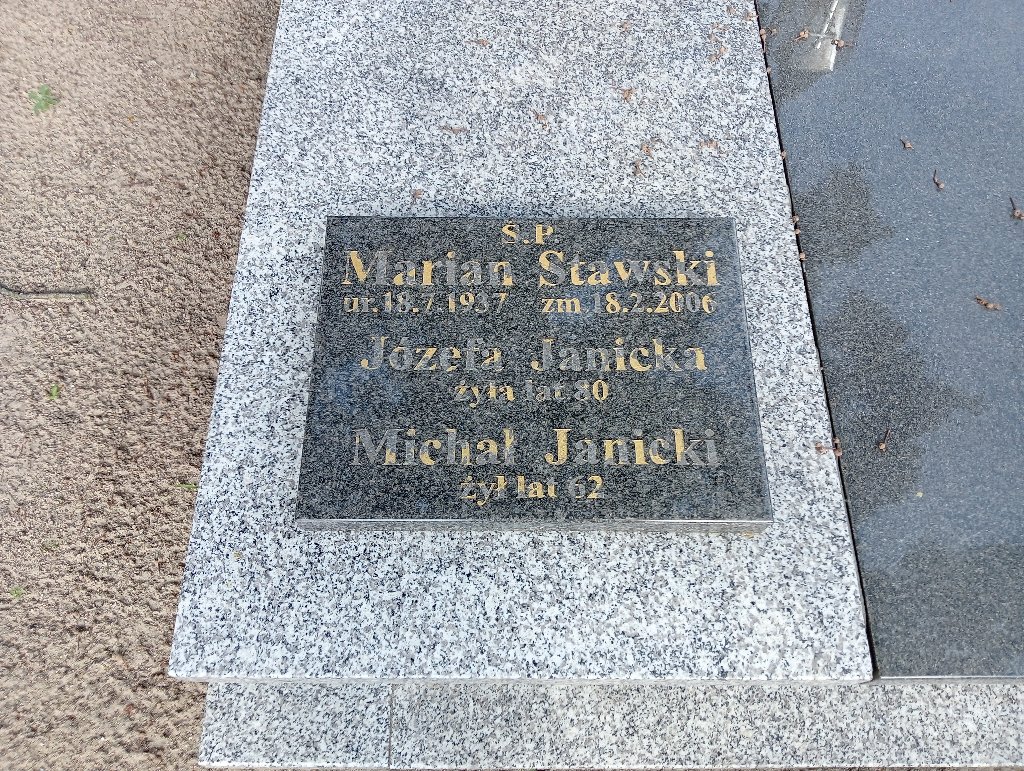 Ś.P
Marian Stawski
ur.18.7.1937 zm.18.2.2006
Józefa Janicka
żyła lat 80
Michał Janicki
żył lat 62